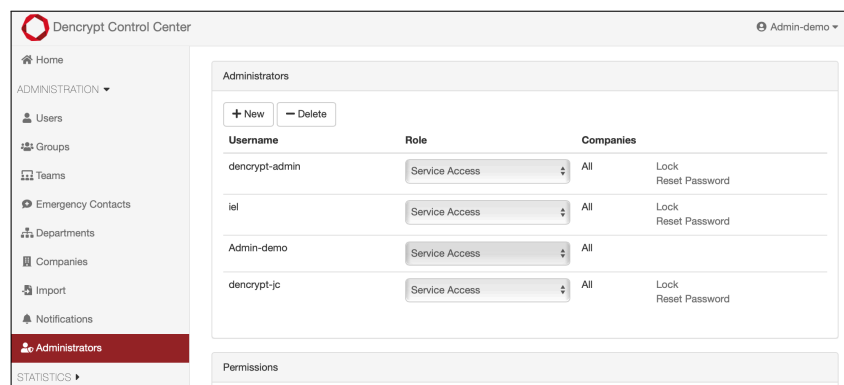 Dencrypt Control Center
Admin-demo
Home
ADMINISTRATION
Users
Groups
Teams
Emergency Contacts
Departments
Companies
Import
Notifications
Administrators
STATISTICS
Administrators
New Delete
Username Role Companies
dencrypt-admin Service Access All Lock
Reset Password
iel Service Access All Lock
Reset Password
Admin-demo Service Access All
dencrypt-jc Service Access All Lock
Reset Password
Permissions